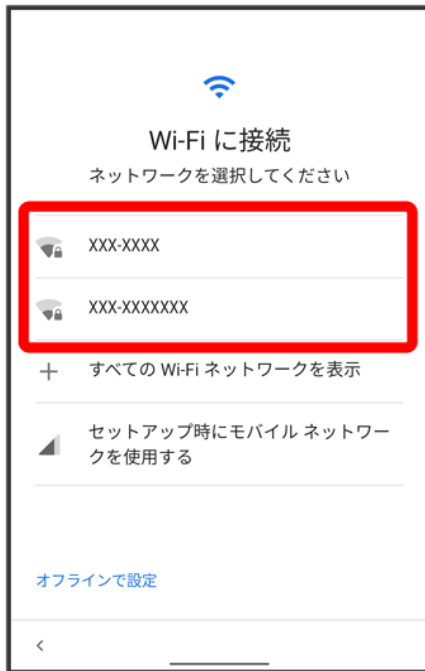 Wi-Fi に接続
ネットワークを選択してください
XXX-XXXX
XXX-XXXXXXX
すべての Wi-Fi ネットワークを表示
セットアップ時にモバイル ネットワー
クを使用する
オフラインで設定